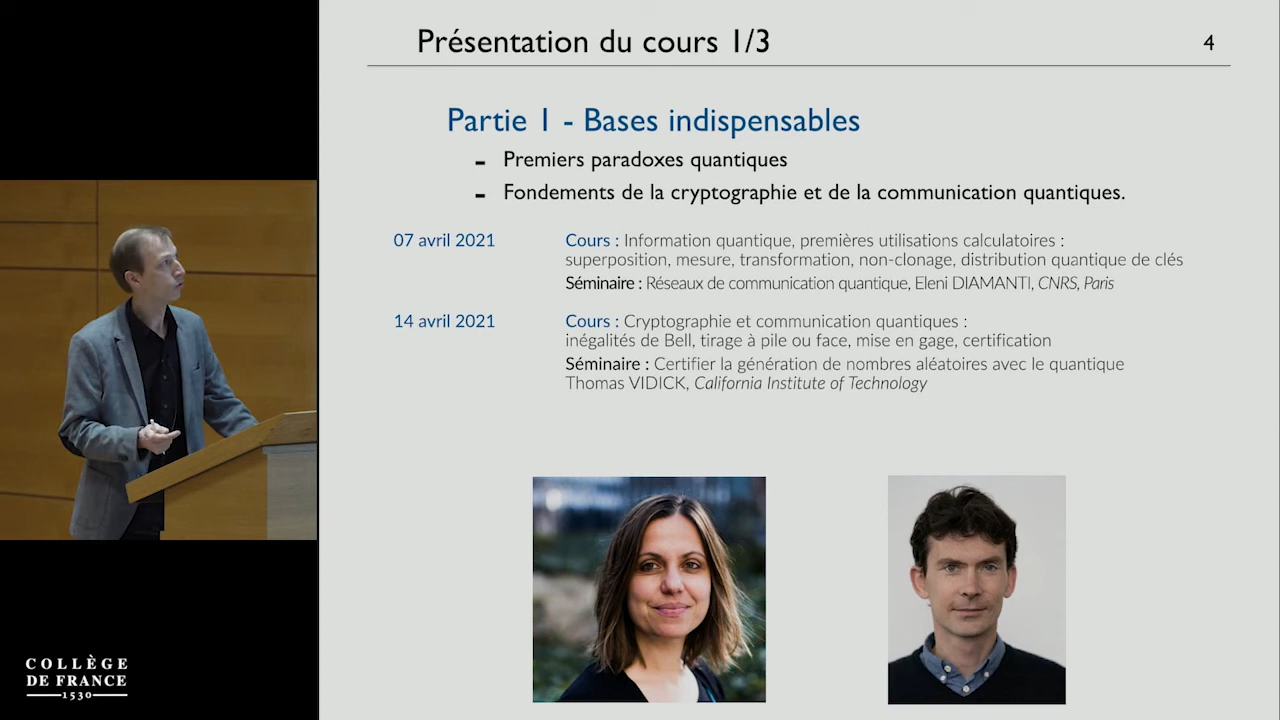 Présentation du cours 1/3
4
Partie 1 - Bases indispensables
- Premiers paradoxes quantiques
- Fondements de la cryptographie et de la communication quantiques.
07 avril 2021
Cours : Information quantique, premières utilisations calculatoires :
superposition, mesure, transformation, non-clonage, distribution quantique de clés
Séminaire : Réseaux de communication quantique, Eleni DIAMANTI, CNRS, Paris
14 avril 2021
Cours : Cryptographie et communication quantiques :
inégalités de Bell, tirage à pile ou face, mise en gage, certification
Séminaire : Certifier la génération de nombres aléatoires avec le quantique
Thomas VIDICK, California Institute of Technology
COLLÈGE
DE FRANCE
1530